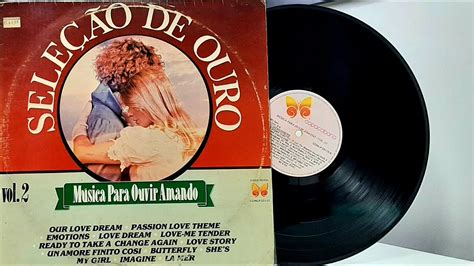 SELEÇÃO DE OURO
vol. 2
Música Para Ouvir Amando
OUR LOVE DREAM PASSION LOVE THEME
EMOTIONS LOVE DREAM LOVE-ME TENDER
READY TO TAKE A CHANGE AGAIN LOVE STORY
UN AMORE FINITO COSI BUTTERFLY SHE'S
MY GIRL IMAGINE LA MER
copacabana